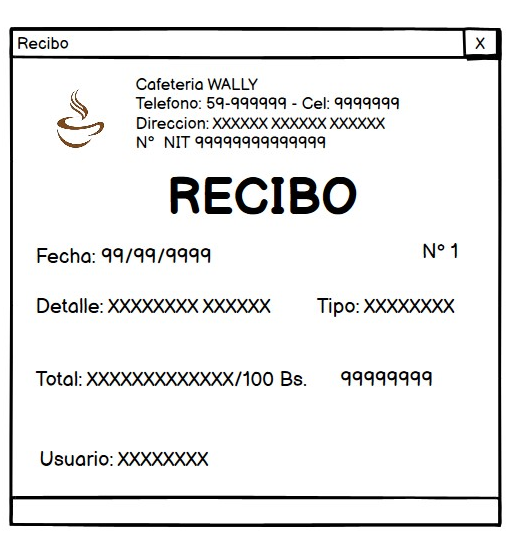 Recibo X
Cafeteria WALLY
Telefono: 59-999999 - Cel: 9999999
Direccion: XXXXXX XXXXXX XXXXXX
N° NIT 99999999999999
RECIBO
Fecha: 99/99/9999 N° 1
Detalle: XXXXXXXX XXXXXX Tipo: XXXXXXXX
Total: XXXXXXXXXXXXX/100 Bs. 99999999
Usuario: XXXXXXXX